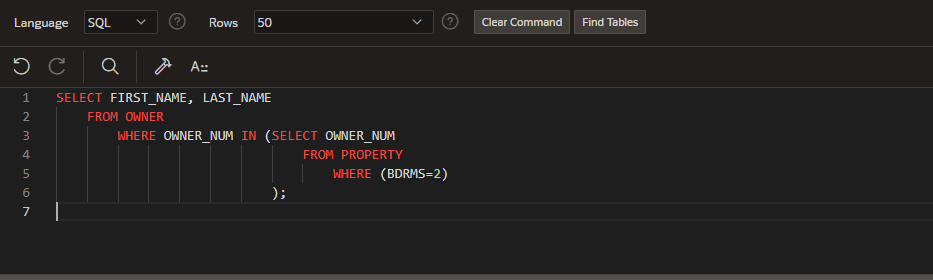 Language SQL Rows 50 Clear Command Find Tables
A::
1 SELECT FIRST_NAME, LAST_NAME
2 FROM OWNER
3 WHERE OWNER_NUM IN (SELECT OWNER_NUM
4 FROM PROPERTY
5 WHERE (BDRMS=2)
6 );
7